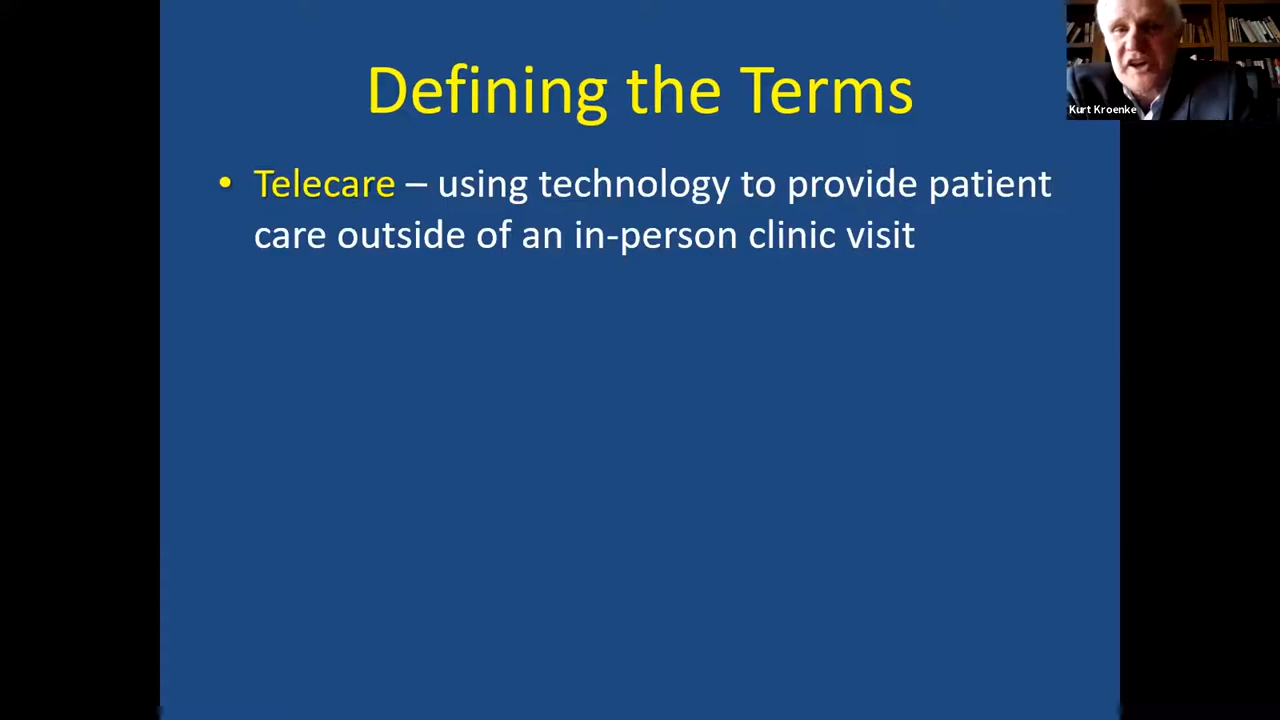 Defining the Terms
• Telecare – using technology to provide patient
care outside of an in-person clinic visit
Kurt Kroenke